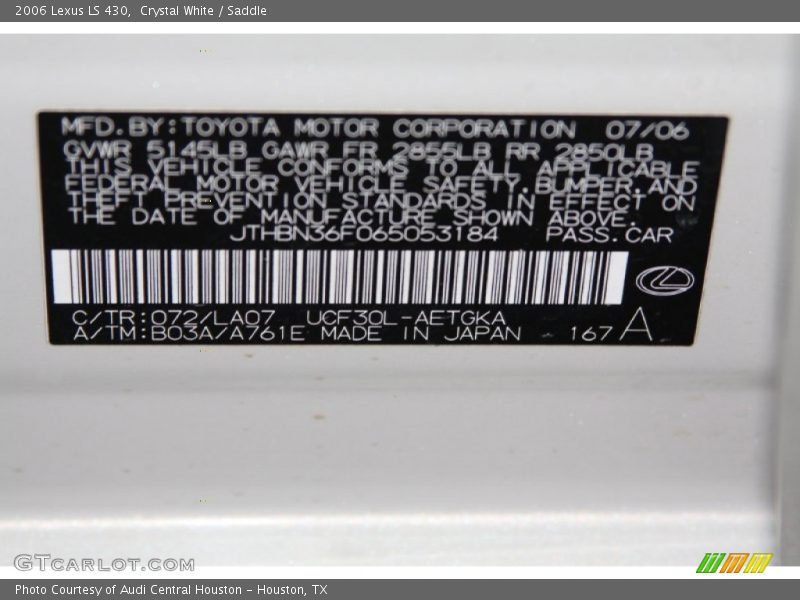 2006 Lexus LS 430,  Crystal White / Saddle
MFD.BY:TOYOTA MOTOR CORPORATION 07/06
GVWR 5145LB GAWR FR 2855LB RR 2850LB
THIS VEHICLE CONFORMS TO ALL APPLICABLE
FEDERAL MOTOR VEHICLE SAFETY,BUMPER,AND
THEFT PREVENTION STANDARDS IN EFFECT ON
THE DATE OF MANUFACTURE SHOWN ABOVE.
JTHBN36F065053184 PASS.CAR
C/TR:072/LA07 UCF30L-AETGKA
A/TM:B03A/A761E MADE IN JAPAN - 167 A
GTCARLOT.COM
Photo Courtesy of Audi Central Houston - Houston, TX